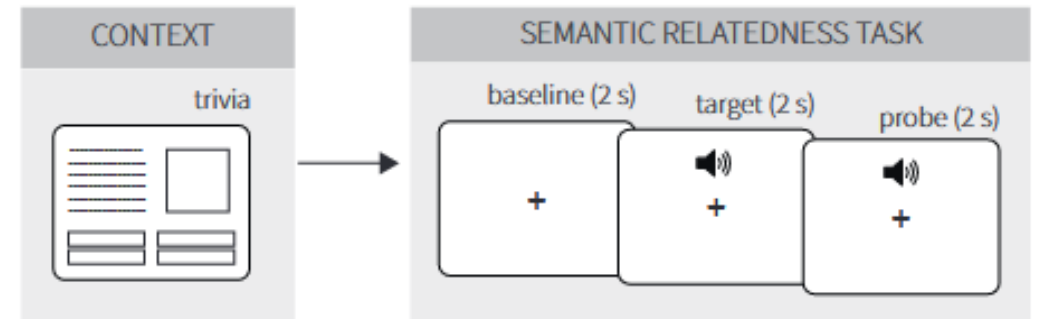 CONTEXT
trivia
SEMANTIC RELATEDNESS TASK
baseline (2 s)
target (2 s)
probe (2 s)
+
+
+